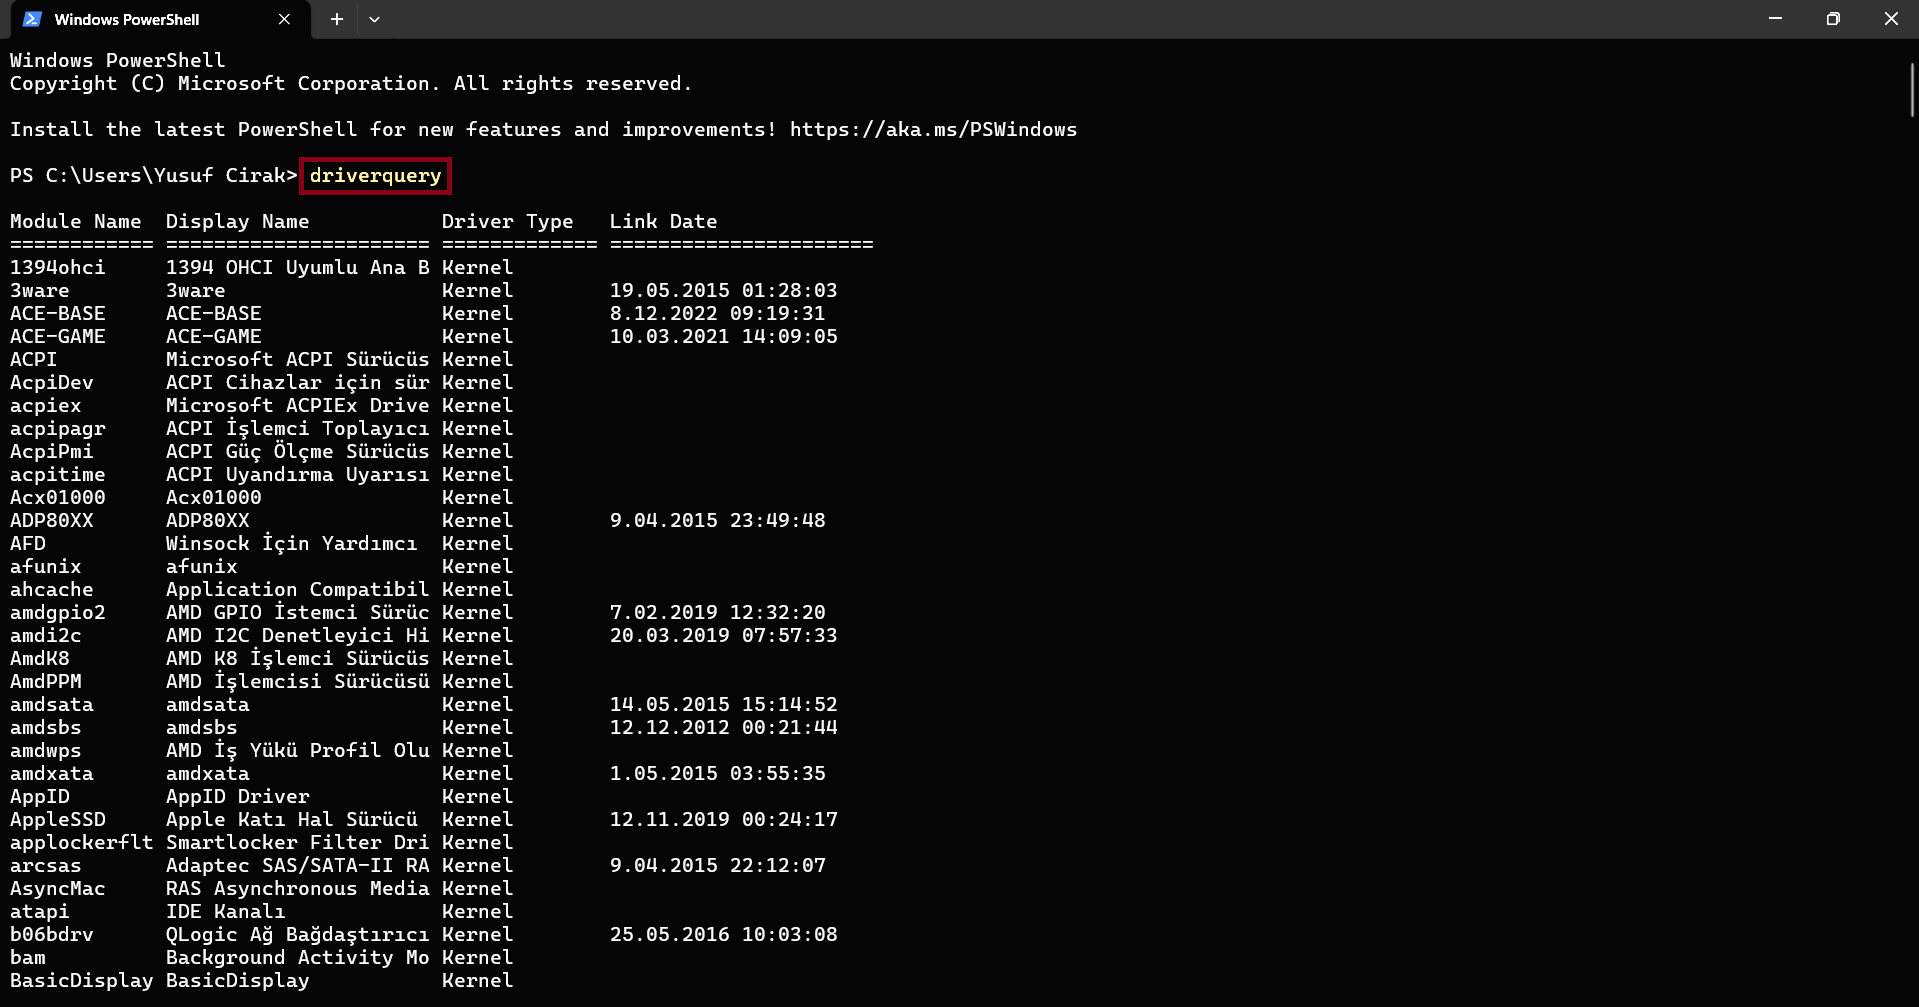 Windows PowerShell
Windows PowerShell
Copyright (C) Microsoft Corporation. All rights reserved.
Install the latest PowerShell for new features and improvements! https://aka.ms/PSWindows
PS C:\Users\Yusuf Cirak> driverquery
Module Name  Display Name           Driver Type   Link Date
============ ====================== ============= ======================
1394ohci     1394 OHCI Uyumlu Ana B Kernel
3ware        3ware                  Kernel        19.05.2015 01:28:03
ACE-BASE     ACE-BASE               Kernel        8.12.2022 09:19:31
ACE-GAME     ACE-GAME               Kernel        10.03.2021 14:09:05
ACPI         Microsoft ACPI Sürücüs Kernel
AcpiDev      ACPI Cihazlar için sür Kernel
acpiex       Microsoft ACPIEx Drive Kernel
acpipagr     ACPI İşlemci Toplayıcı Kernel
AcpiPmi      ACPI Güç Ölçme Sürücüs Kernel
acpitime     ACPI Uyandırma Uyarısı Kernel
Acx01000     Acx01000               Kernel
ADP80XX      ADP80XX                Kernel        9.04.2015 23:49:48
AFD          Winsock İçin Yardımcı  Kernel
afunix       afunix                 Kernel
ahcache      Application Compatibil Kernel
amdgpio2     AMD GPIO İstemci Sürüc Kernel        7.02.2019 12:32:20
amdi2c       AMD I2C Denetleyici Hi Kernel        20.03.2019 07:57:33
AmdK8        AMD K8 İşlemci Sürücüs Kernel
AmdPPM       AMD İşlemcisi Sürücüsü Kernel
amdsata      amdsata                Kernel        14.05.2015 15:14:52
amdsbs       amdsbs                 Kernel        12.12.2012 00:21:44
amdwps       AMD İş Yükü Profil Olu Kernel
amdxata      amdxata                Kernel        1.05.2015 03:55:35
AppID        AppID Driver           Kernel
AppleSSD     Apple Katı Hal Sürücü  Kernel        12.11.2019 00:24:17
applockerflt Smartlocker Filter Dri Kernel
arcsas       Adaptec SAS/SATA-II RA Kernel        9.04.2015 22:12:07
AsyncMac     RAS Asynchronous Media Kernel
atapi        IDE Kanalı             Kernel
b06bdrv      QLogic Ağ Bağdaştırıcı Kernel        25.05.2016 10:03:08
bam          Background Activity Mo Kernel
BasicDisplay BasicDisplay           Kernel